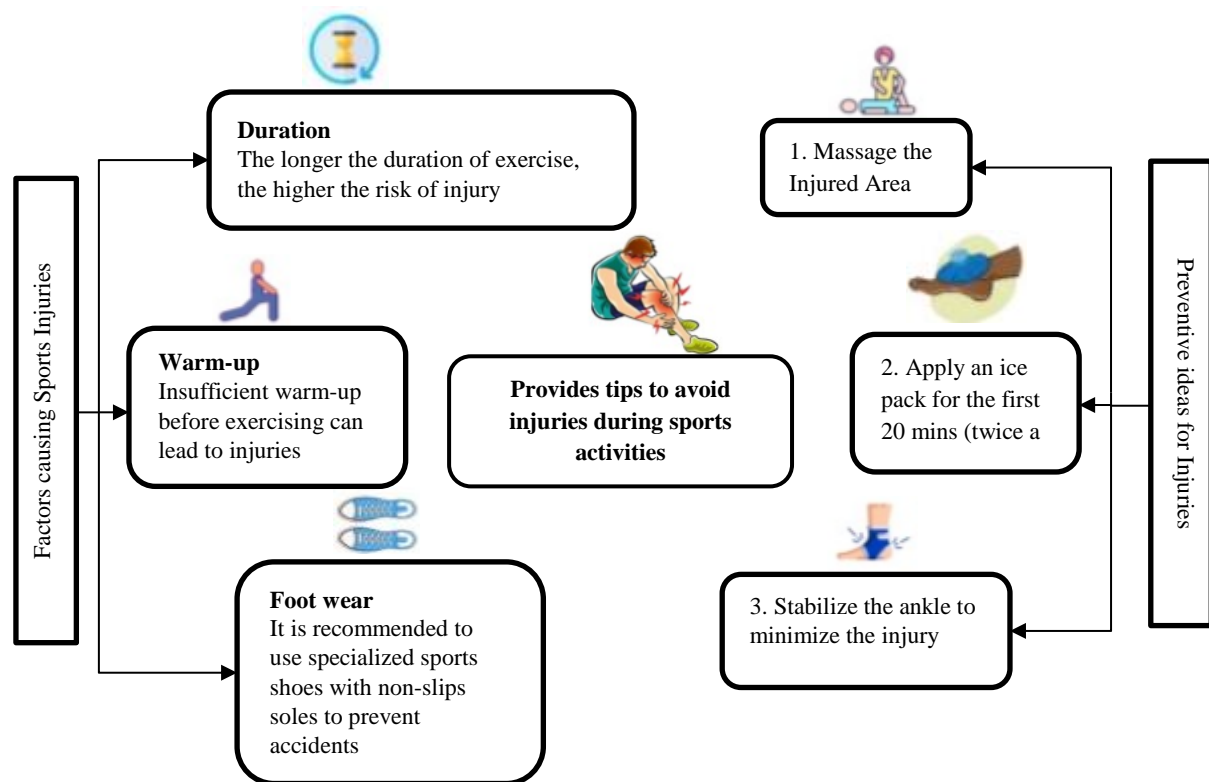 Factors causing Sports Injuries
Duration
The longer the duration of exercise,
the higher the risk of injury
Warm-up
Insufficient warm-up
before exercising can
lead to injuries
Foot wear
It is recommended to
use specialized sports
shoes with non-slips
soles to prevent
accidents
Provides tips to avoid
injuries during sports
activities
1. Massage the
Injured Area
2. Apply an ice
pack for the first
20 mins (twice a
3. Stabilize the ankle to
minimize the injury
Preventive ideas for Injuries